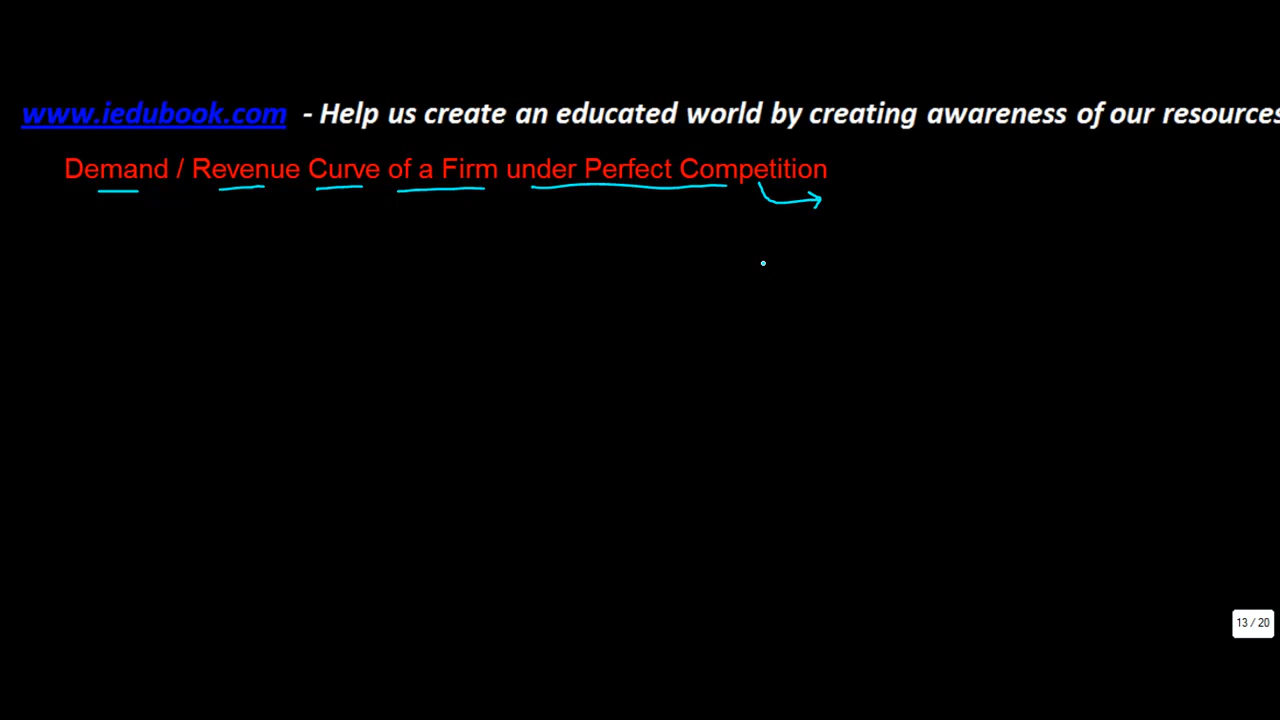 www.iedubook.com - Help us create an educated world by creating awareness of our resources
Demand / Revenue Curve of a Firm under Perfect Competition
13 / 20